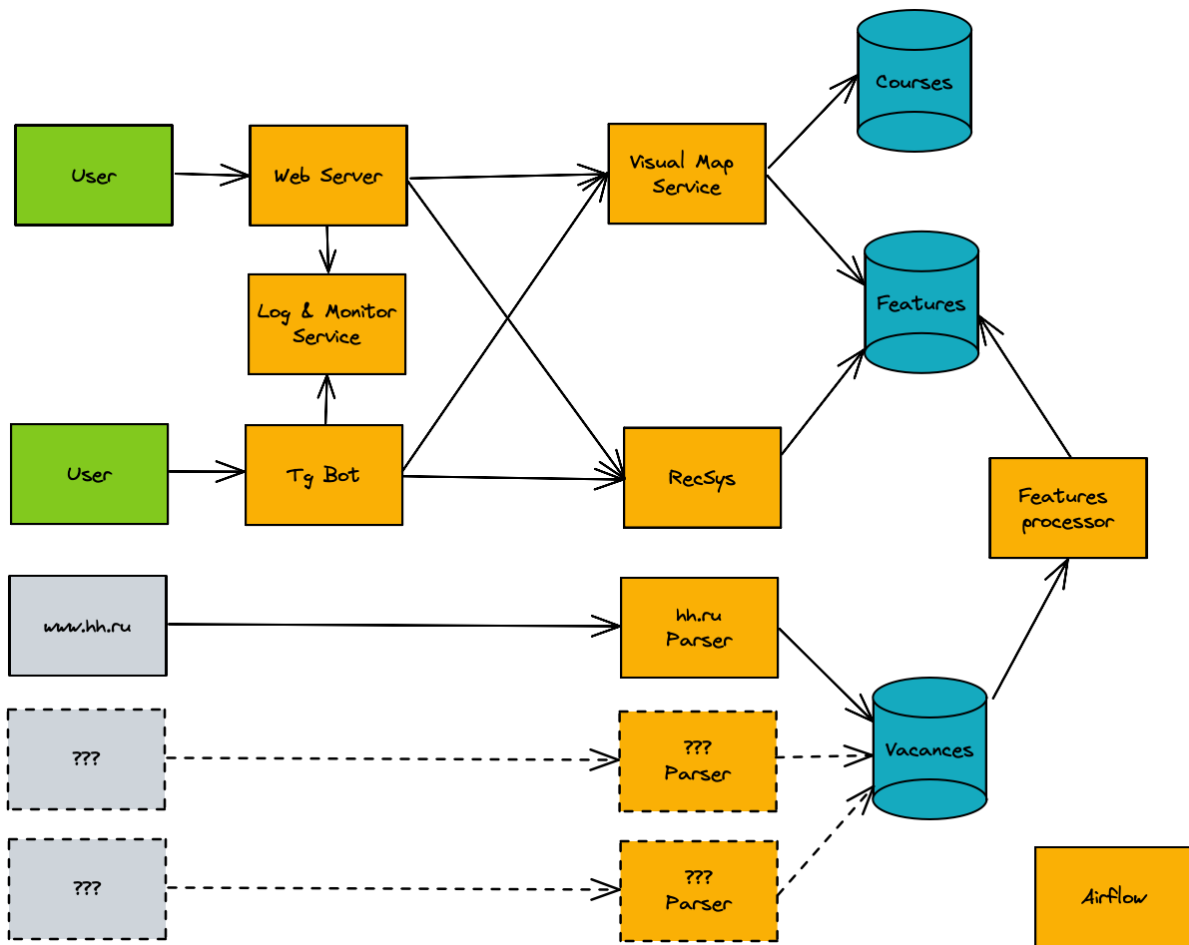 Courses
User
Web Server
Visual Map
Service
Log & Monitor
Service
Features
User
Tg Bot
RecSys
Features
processor
www.hh.ru
hh.ru
Parser
???
???
Parser
Vacances
???
???
Parser
Airflow